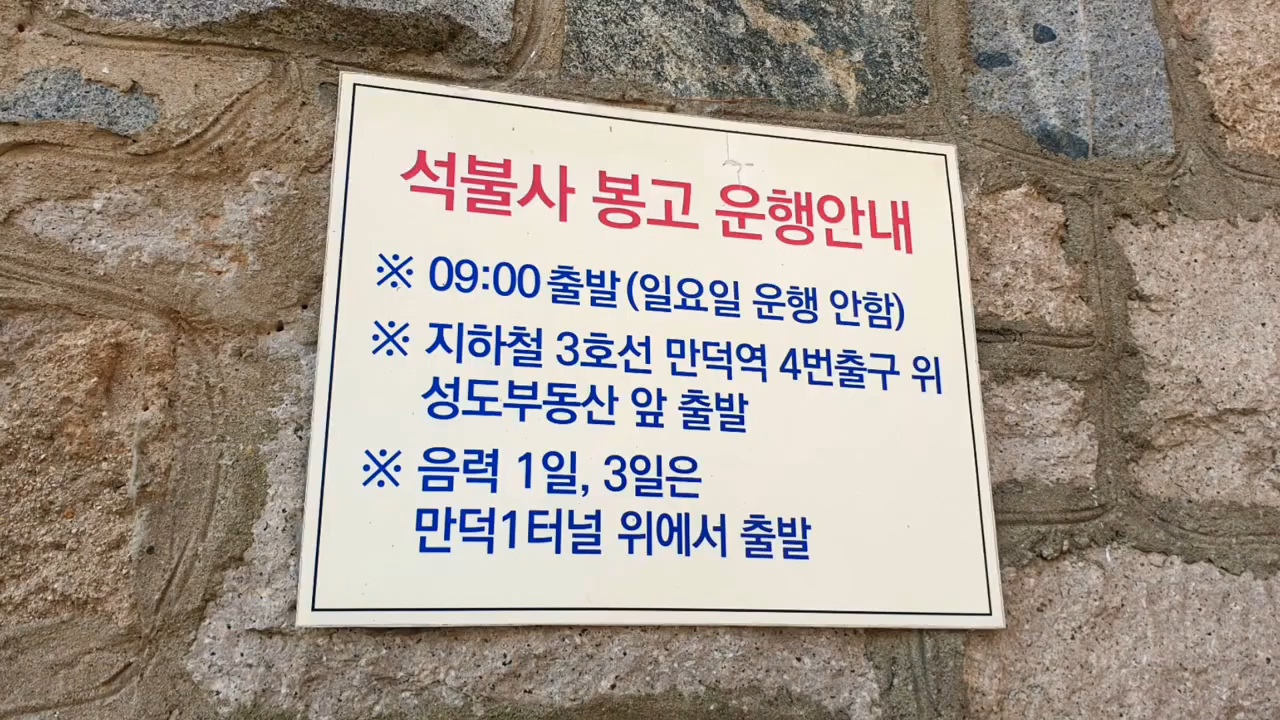 석불사 봉고 운행안내
※ 09:00 출발 (일요일 운행 안함)
※ 지하철 3호선 만덕역 4번출구 위
성도부동산 앞 출발
※ 음력 1일, 3일은
만덕1터널 위에서 출발